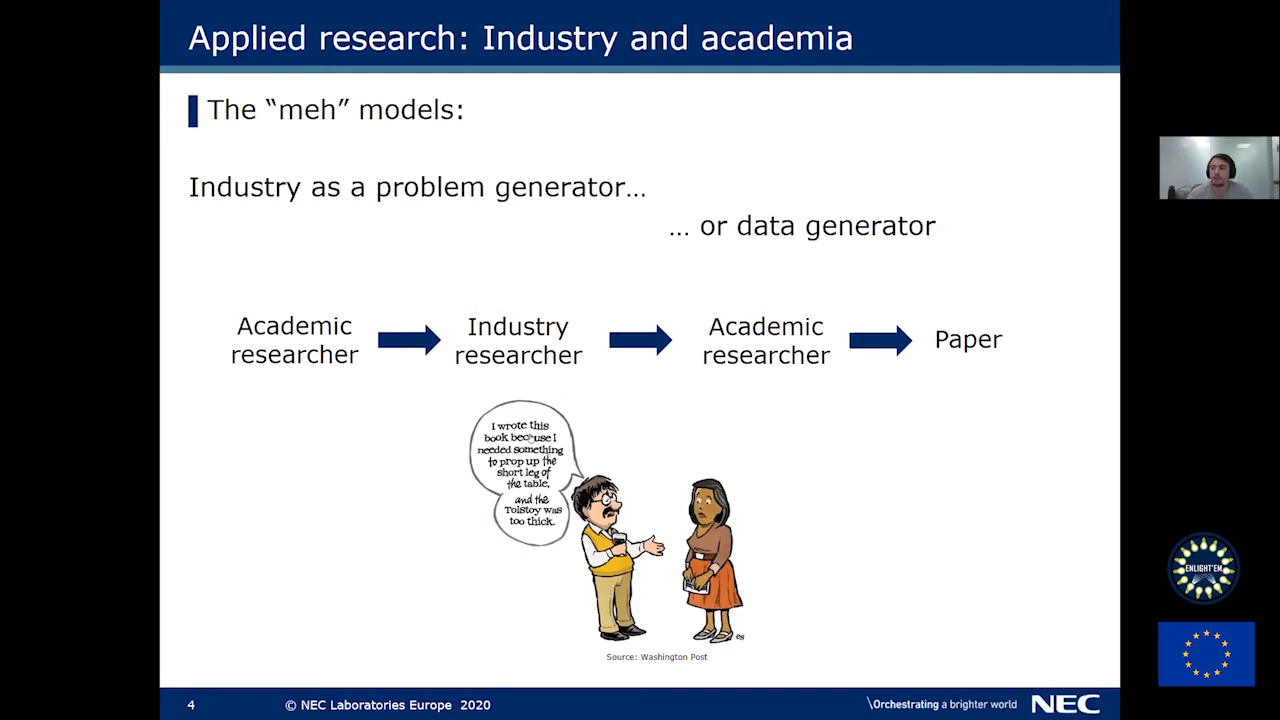 Applied research: Industry and academia
The “meh” models:
Industry as a problem generator…
… or data generator
Academic
researcher
Industry
researcher
Academic
researcher
Paper
I wrote this
book because I
needed something
to prop up the
short leg of
the table,
and the
Tolstoy was
too thick.
es
Source: Washington Post
ENLIGHT'EM
4
© NEC Laboratories Europe 2020
\Orchestrating a brighter world
NEC